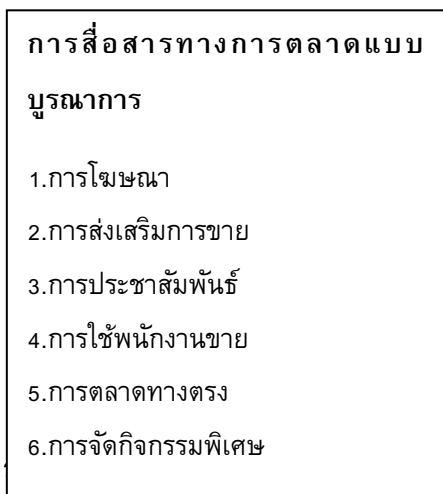 การสื่อสารทางการตลาดแบบ
บูรณาการ
1.การโฆษณา
2.การส่งเสริมการขาย
3.การประชาสัมพันธ์
4.การใช้พนักงานขาย
5.การตลาดทางตรง
6.การจัดกิจกรรมพิเศษ